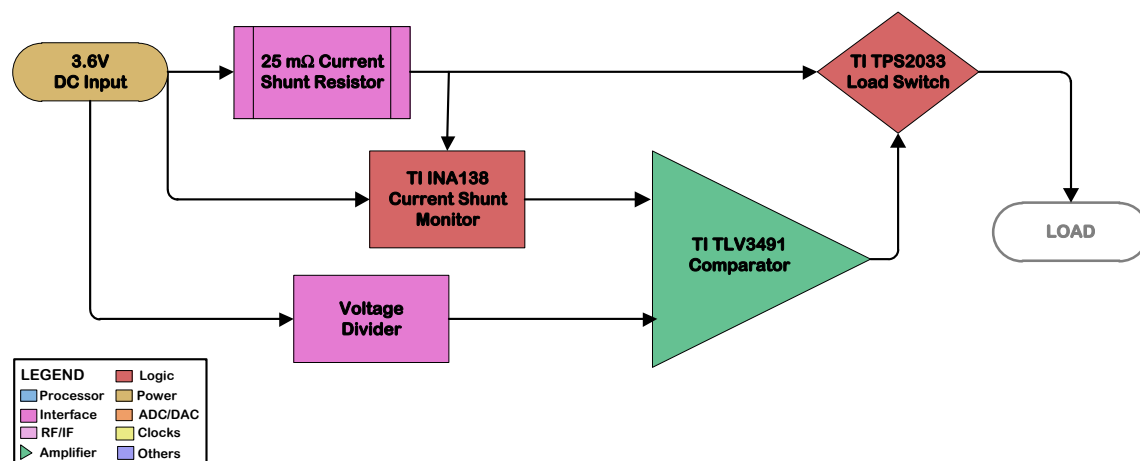 3.6V
DC Input
25 mΩ Current
Shunt Resistor
TI TPS2033
Load Switch
TI INA138
Current Shunt
Monitor
TI TLV3491
Comparator
LOAD
Voltage
Divider
LEGEND
Logic
Processor
Power
Interface
ADC/DAC
RF/IF
Clocks
Amplifier
Others